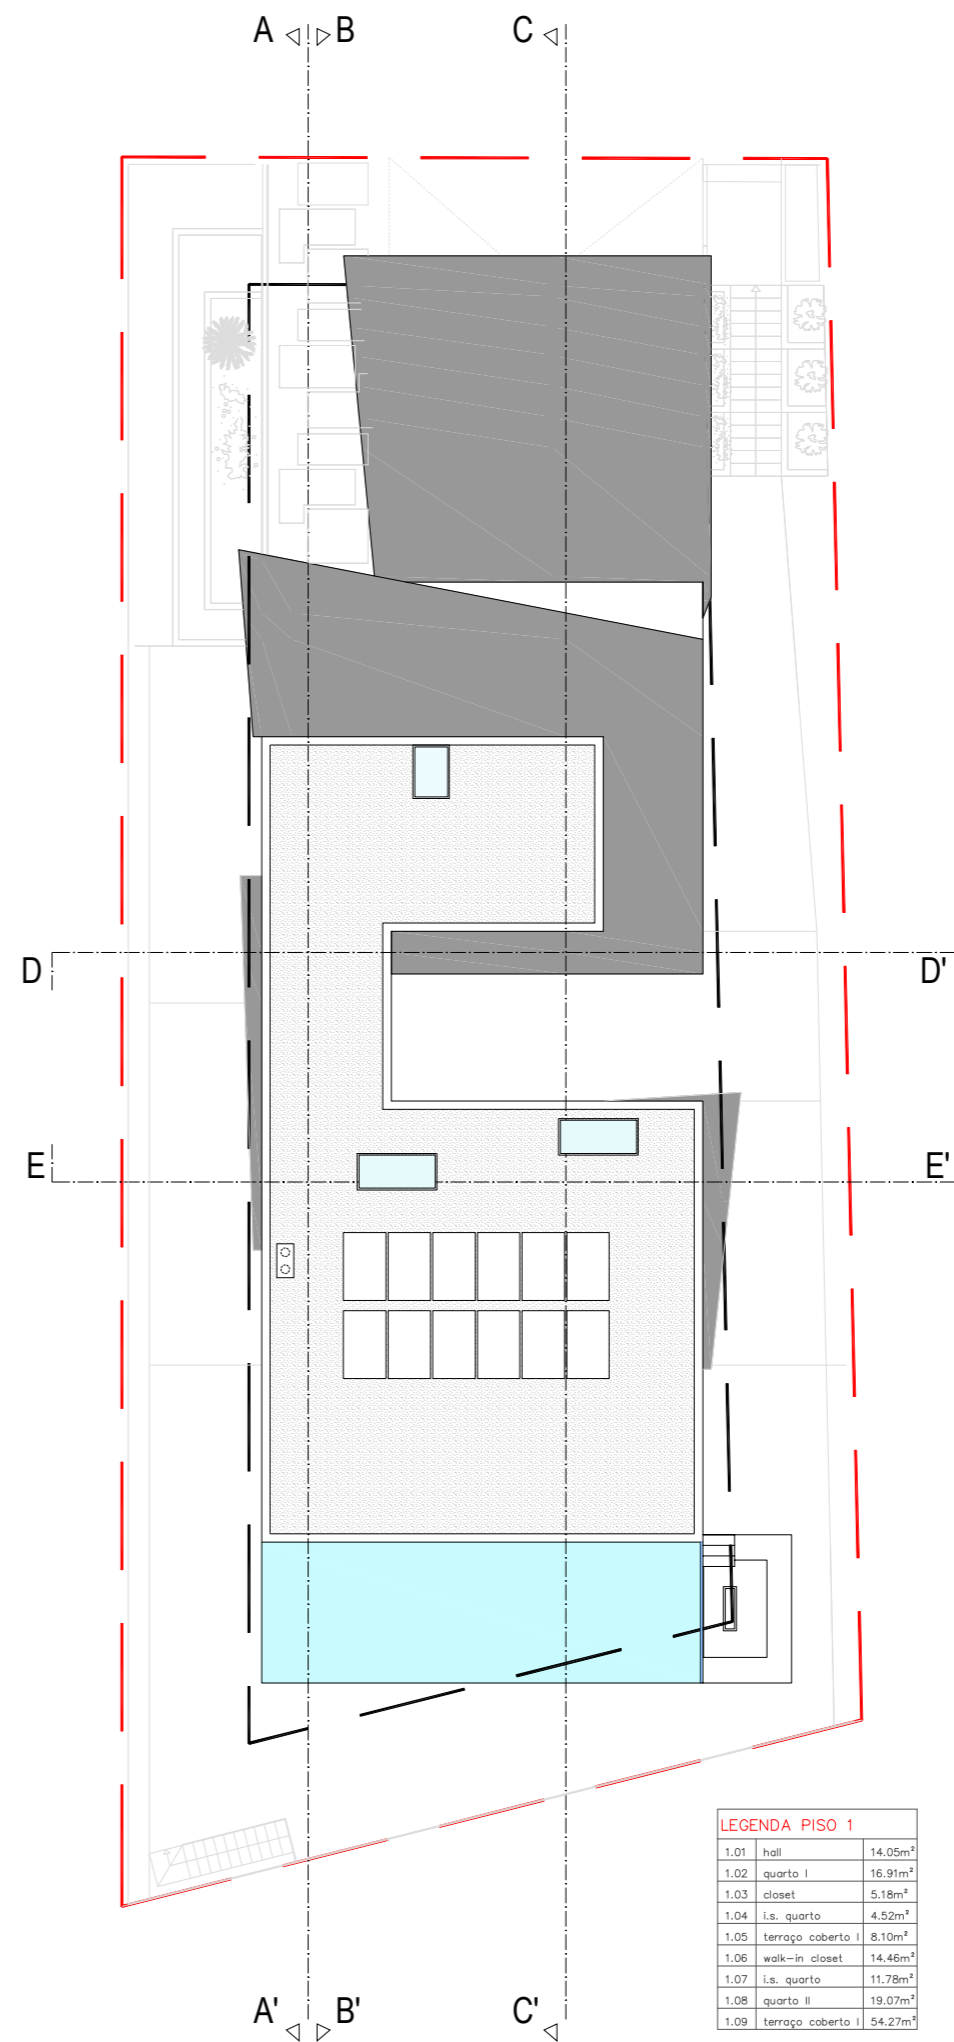 A B C
D D'
E E'
LEGENDA PISO 1
1.01 hall 14.05m²
1.02 quarto I 16.91m²
1.03 closet 5.18m²
1.04 i.s. quarto 4.52m²
1.05 terraço coberto I 8.10m²
1.06 walk-in closet 14.46m²
1.07 i.s. quarto 11.78m²
1.08 quarto II 19.07m²
1.09 terraço coberto I 54.27m²
A' B' C'